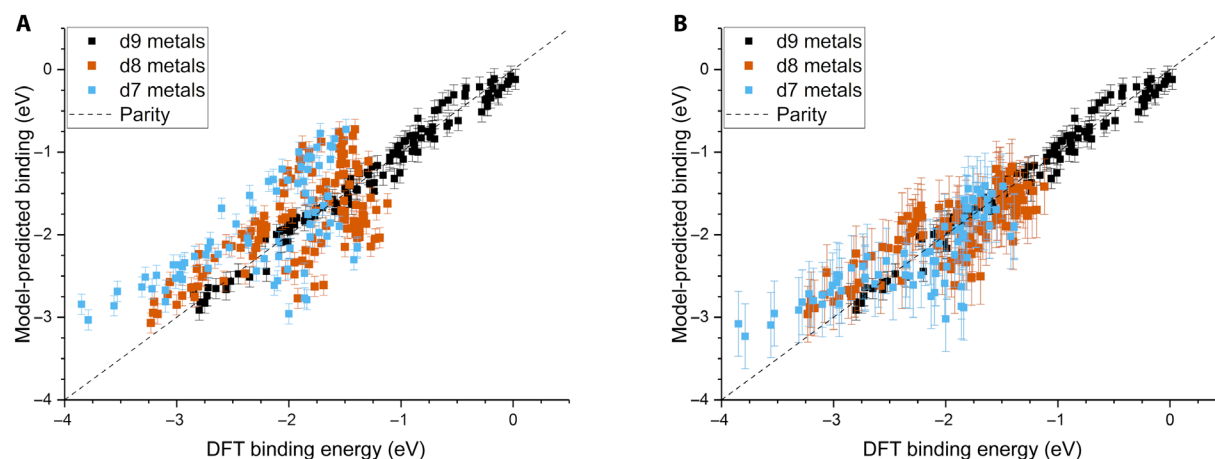 A
d9 metals
d8 metals
d7 metals
Parity
Model-predicted binding (eV)
0
–1
–2
–3
–4
–4
–3
–2
–1
0
DFT binding energy (eV)
B
d9 metals
d8 metals
d7 metals
Parity
Model-predicted binding (eV)
0
–1
–2
–3
–4
–4
–3
–2
–1
0
DFT binding energy (eV)